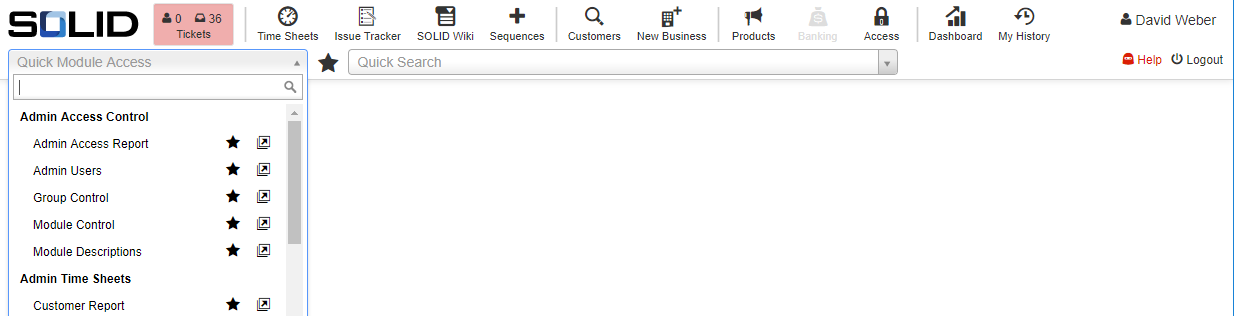 SOLID
0 36
Tickets
Time Sheets
Issue Tracker
SOLID Wiki
Sequences
Customers
New Business
Products
Banking
Access
Dashboard
My History
David Weber
Quick Module Access
Quick Search
Help
Logout
Admin Access Control
Admin Access Report
Admin Users
Group Control
Module Control
Module Descriptions
Admin Time Sheets
Customer Report